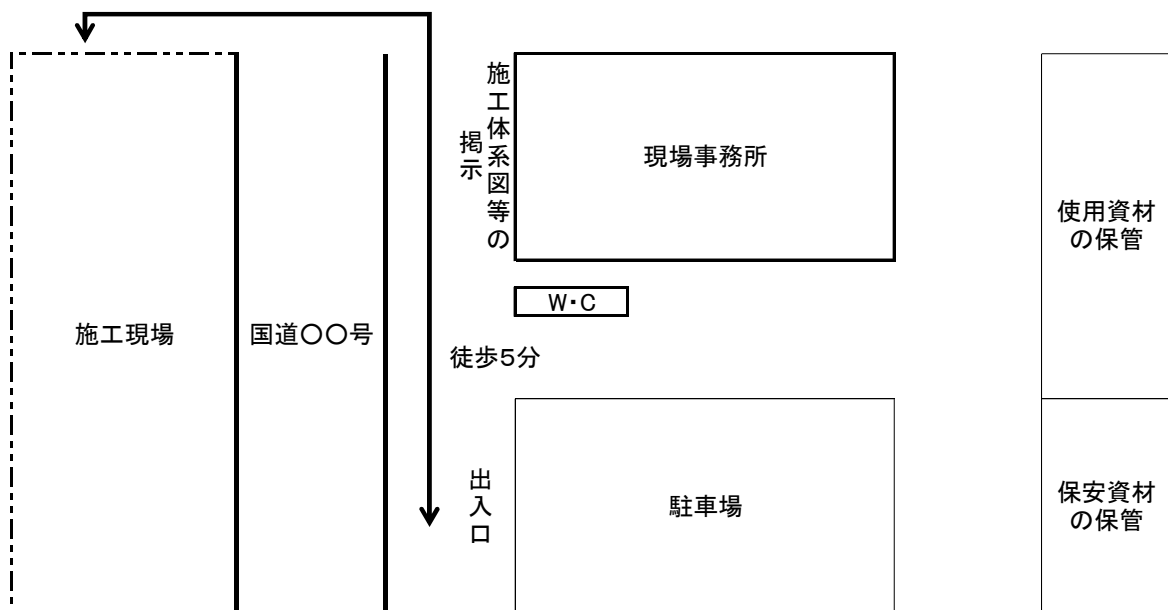 施工体系図等の
掲示
現場事務所
使用資材
の保管
W・C
施工現場
国道〇〇号
徒歩5分
出入口
駐車場
保安資材
の保管